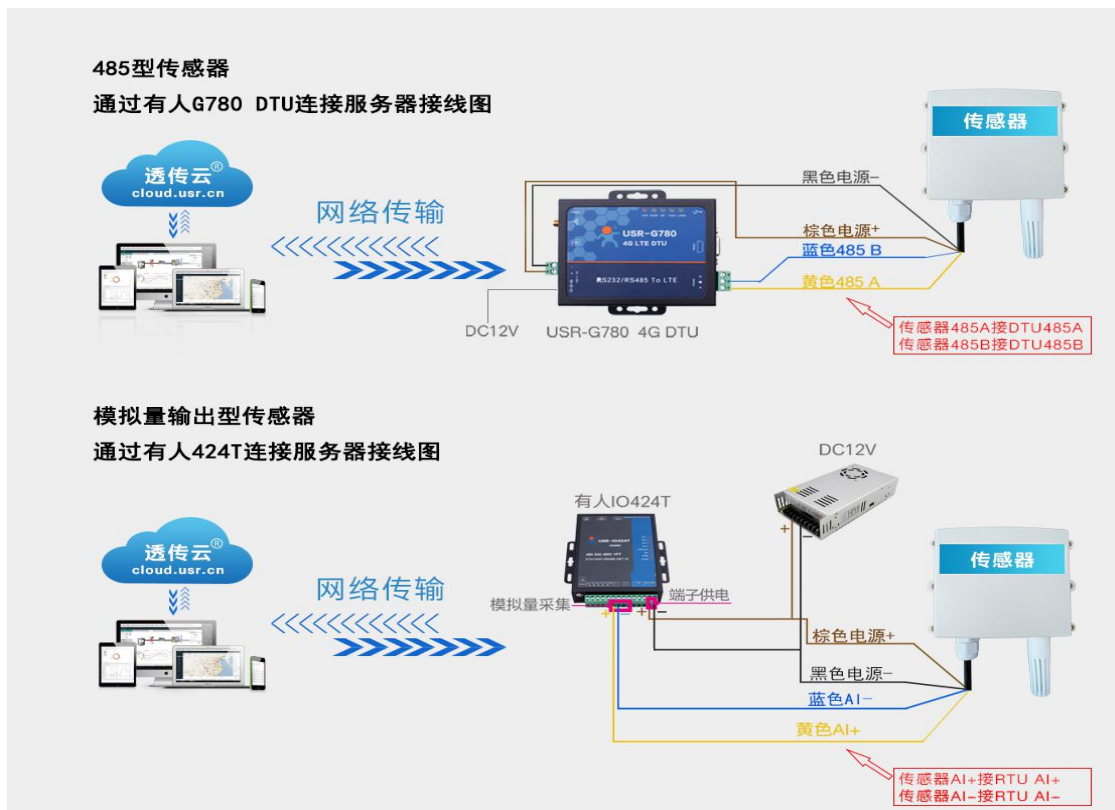 485型传感器
通过有人G780 DTU连接服务器接线图
传感器
透传云®
cloud.usr.cn
网络传输
黑色电源-
棕色电源+
蓝色485 B
黄色485 A
USR-G780
4G LTE DTU
RS232/RS485 To LTE
DC12V
USR-G780 4G DTU
传感器485A接DTU485A
传感器485B接DTU485B
模拟量输出型传感器
通过有人424T连接服务器接线图
DC12V
有人IO424T
USR-IO424T
透传云®
cloud.usr.cn
网络传输
模拟量采集
端子供电
+
-
+
-
+
-
传感器
棕色电源+
黑色电源-
蓝色AI-
黄色AI+
传感器AI+接RTU AI+
传感器AI-接RTU AI-